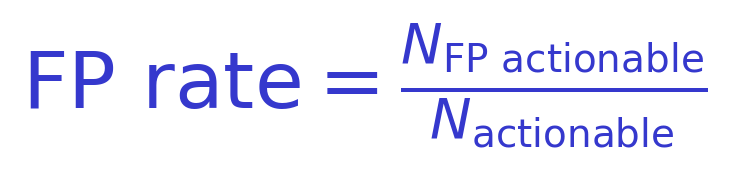 FP rate = N_FP actionable / N_actionable